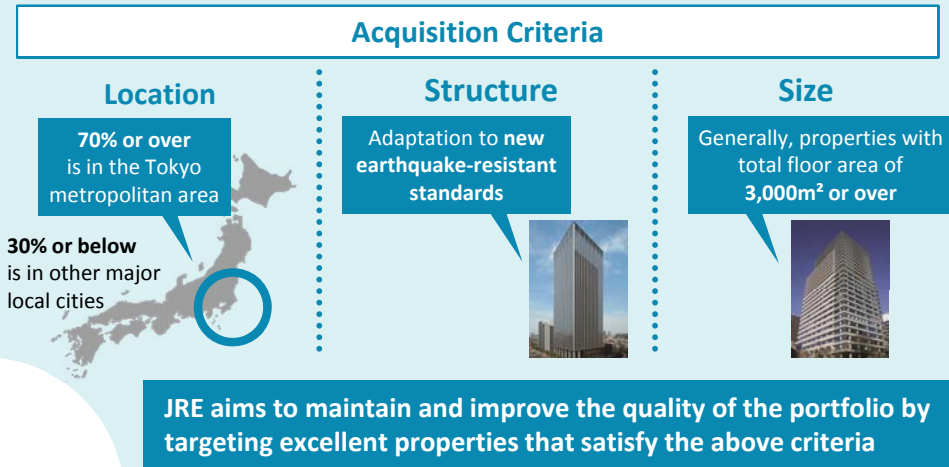 Acquisition Criteria
Location
70% or over
is in the Tokyo
metropolitan area
30% or below
is in other major
local cities
Structure
Adaptation to new
earthquake-resistant
standards
Size
Generally, properties with
total floor area of
3,000m² or over
JRE aims to maintain and improve the quality of the portfolio by
targeting excellent properties that satisfy the above criteria